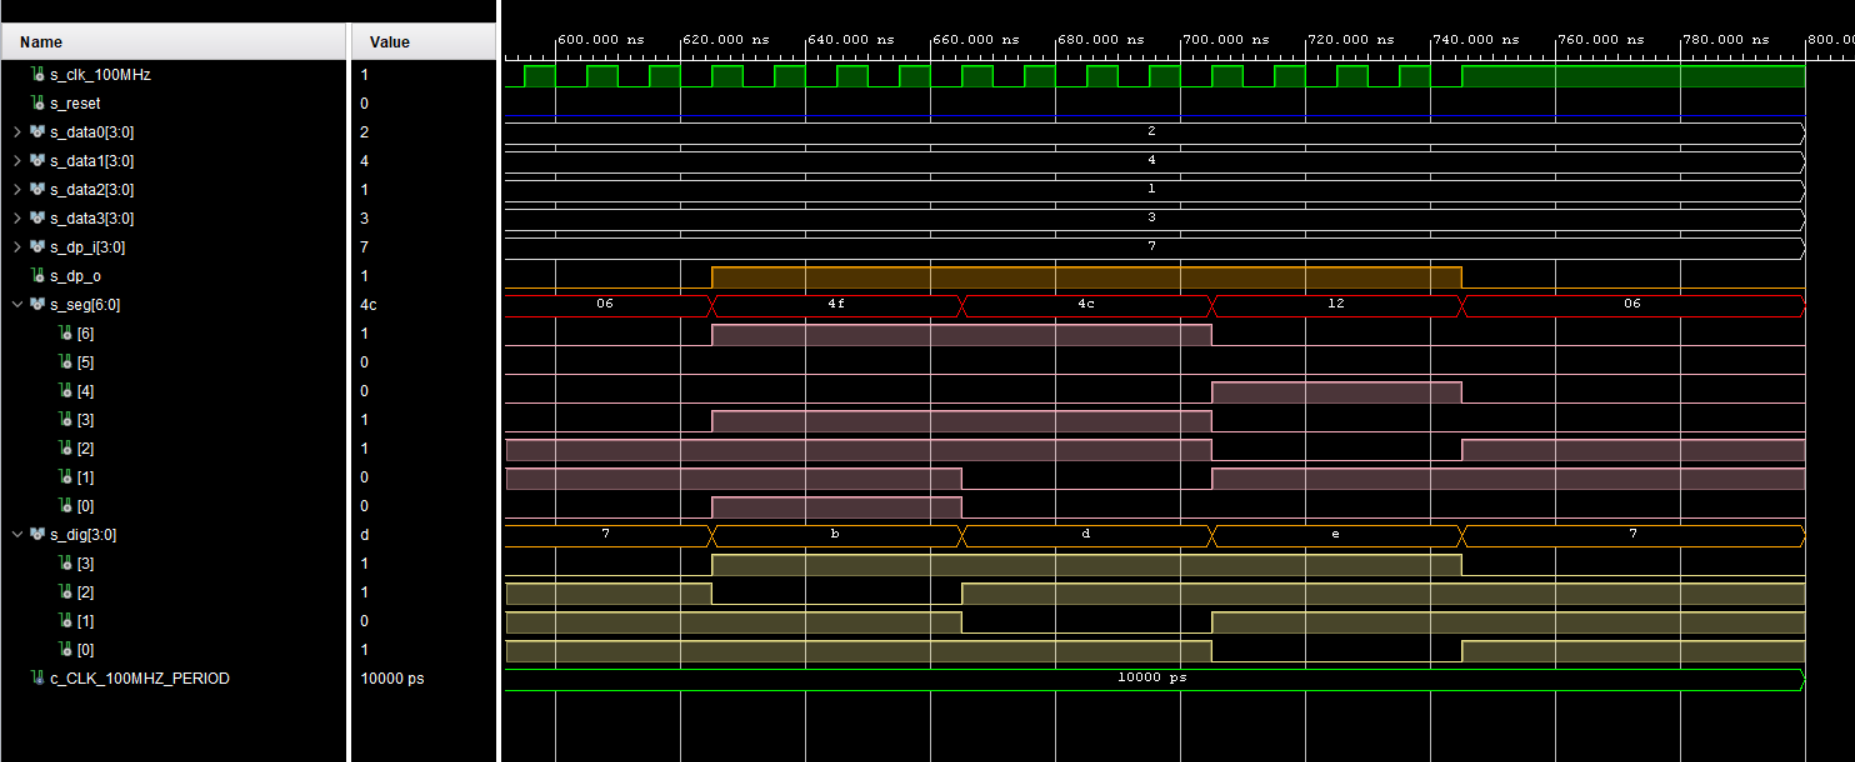 Name Value
600.000 ns 620.000 ns 640.000 ns 660.000 ns 680.000 ns 700.000 ns 720.000 ns 740.000 ns 760.000 ns 780.000 ns 800.0
s_clk_100MHz 1
s_reset 0
s_data0[3:0] 2 2
s_data1[3:0] 4 4
s_data2[3:0] 1 1
s_data3[3:0] 3 3
s_dp_i[3:0] 7 7
s_dp_o 1
s_seg[6:0] 4c 06 4f 4c 12 06
[6] 1
[5] 0
[4] 0
[3] 1
[2] 1
[1] 0
[0] 0
s_dig[3:0] d 7 b d e 7
[3] 1
[2] 1
[1] 0
[0] 1
c_CLK_100MHZ_PERIOD 10000 ps 10000 ps